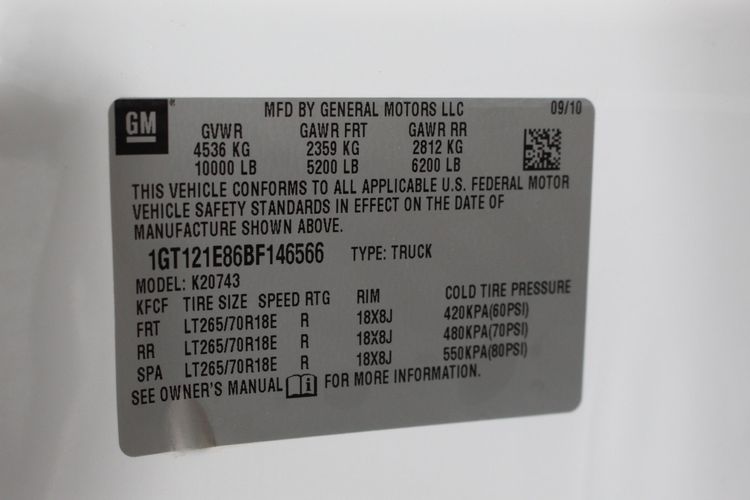 GM® MFD BY GENERAL MOTORS LLC 09/10
GVWR GAWR FRT GAWR RR
4536 KG 2359 KG 2812 KG
10000 LB 5200 LB 6200 LB
THIS VEHICLE CONFORMS TO ALL APPLICABLE U.S. FEDERAL MOTOR
VEHICLE SAFETY STANDARDS IN EFFECT ON THE DATE OF
MANUFACTURE SHOWN ABOVE.
1GT121E86BF146566 TYPE: TRUCK
MODEL: K20743
KFCF TIRE SIZE SPEED RTG RIM COLD TIRE PRESSURE
FRT LT265/70R18E R 18X8J 420KPA(60PSI)
RR LT265/70R18E R 18X8J 480KPA(70PSI)
SPA LT265/70R18E R 18X8J 550KPA(80PSI)
SEE OWNER'S MANUAL FOR MORE INFORMATION.